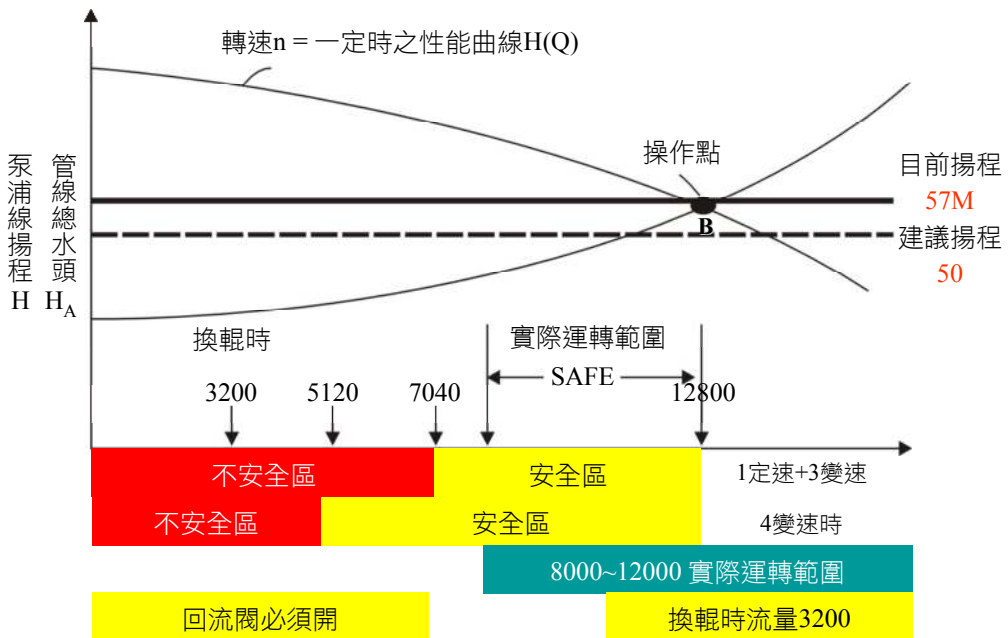 轉速n = 一定時之性能曲線H(Q)
泵浦線揚程 H
管線總水頭 HA
操作點
B
目前揚程
57M
建議揚程
50
換輥時
實際運轉範圍
SAFE
3200
5120
7040
12800
不安全區
安全區
1定速+3變速
不安全區
安全區
4變速時
8000~12000 實際運轉範圍
回流閥必須開
換輥時流量3200